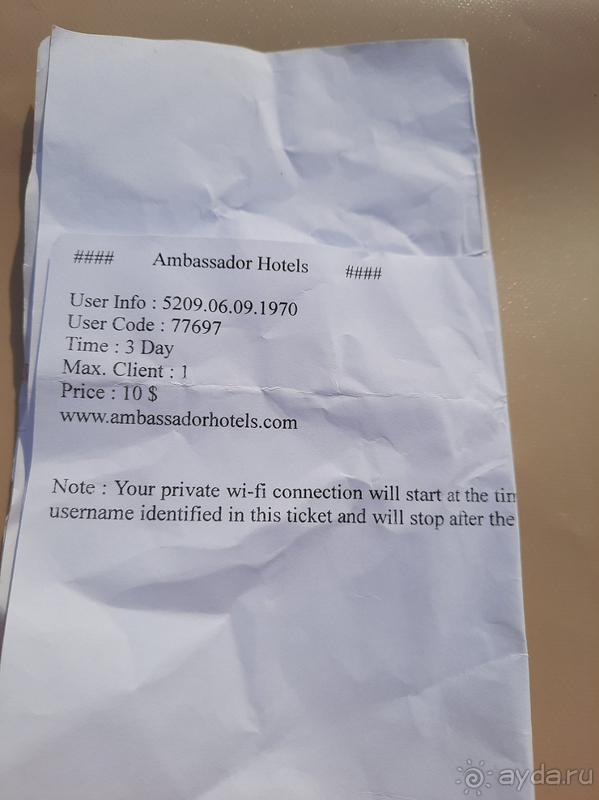 #### Ambassador Hotels ####
User Info : 5209.06.09.1970
User Code : 77697
Time : 3 Day
Max. Client : 1
Price : 10 $
www.ambassadorhotels.com
Note : Your private wi-fi connection will start at the
username identified in this ticket and will stop after the
ayda.ru